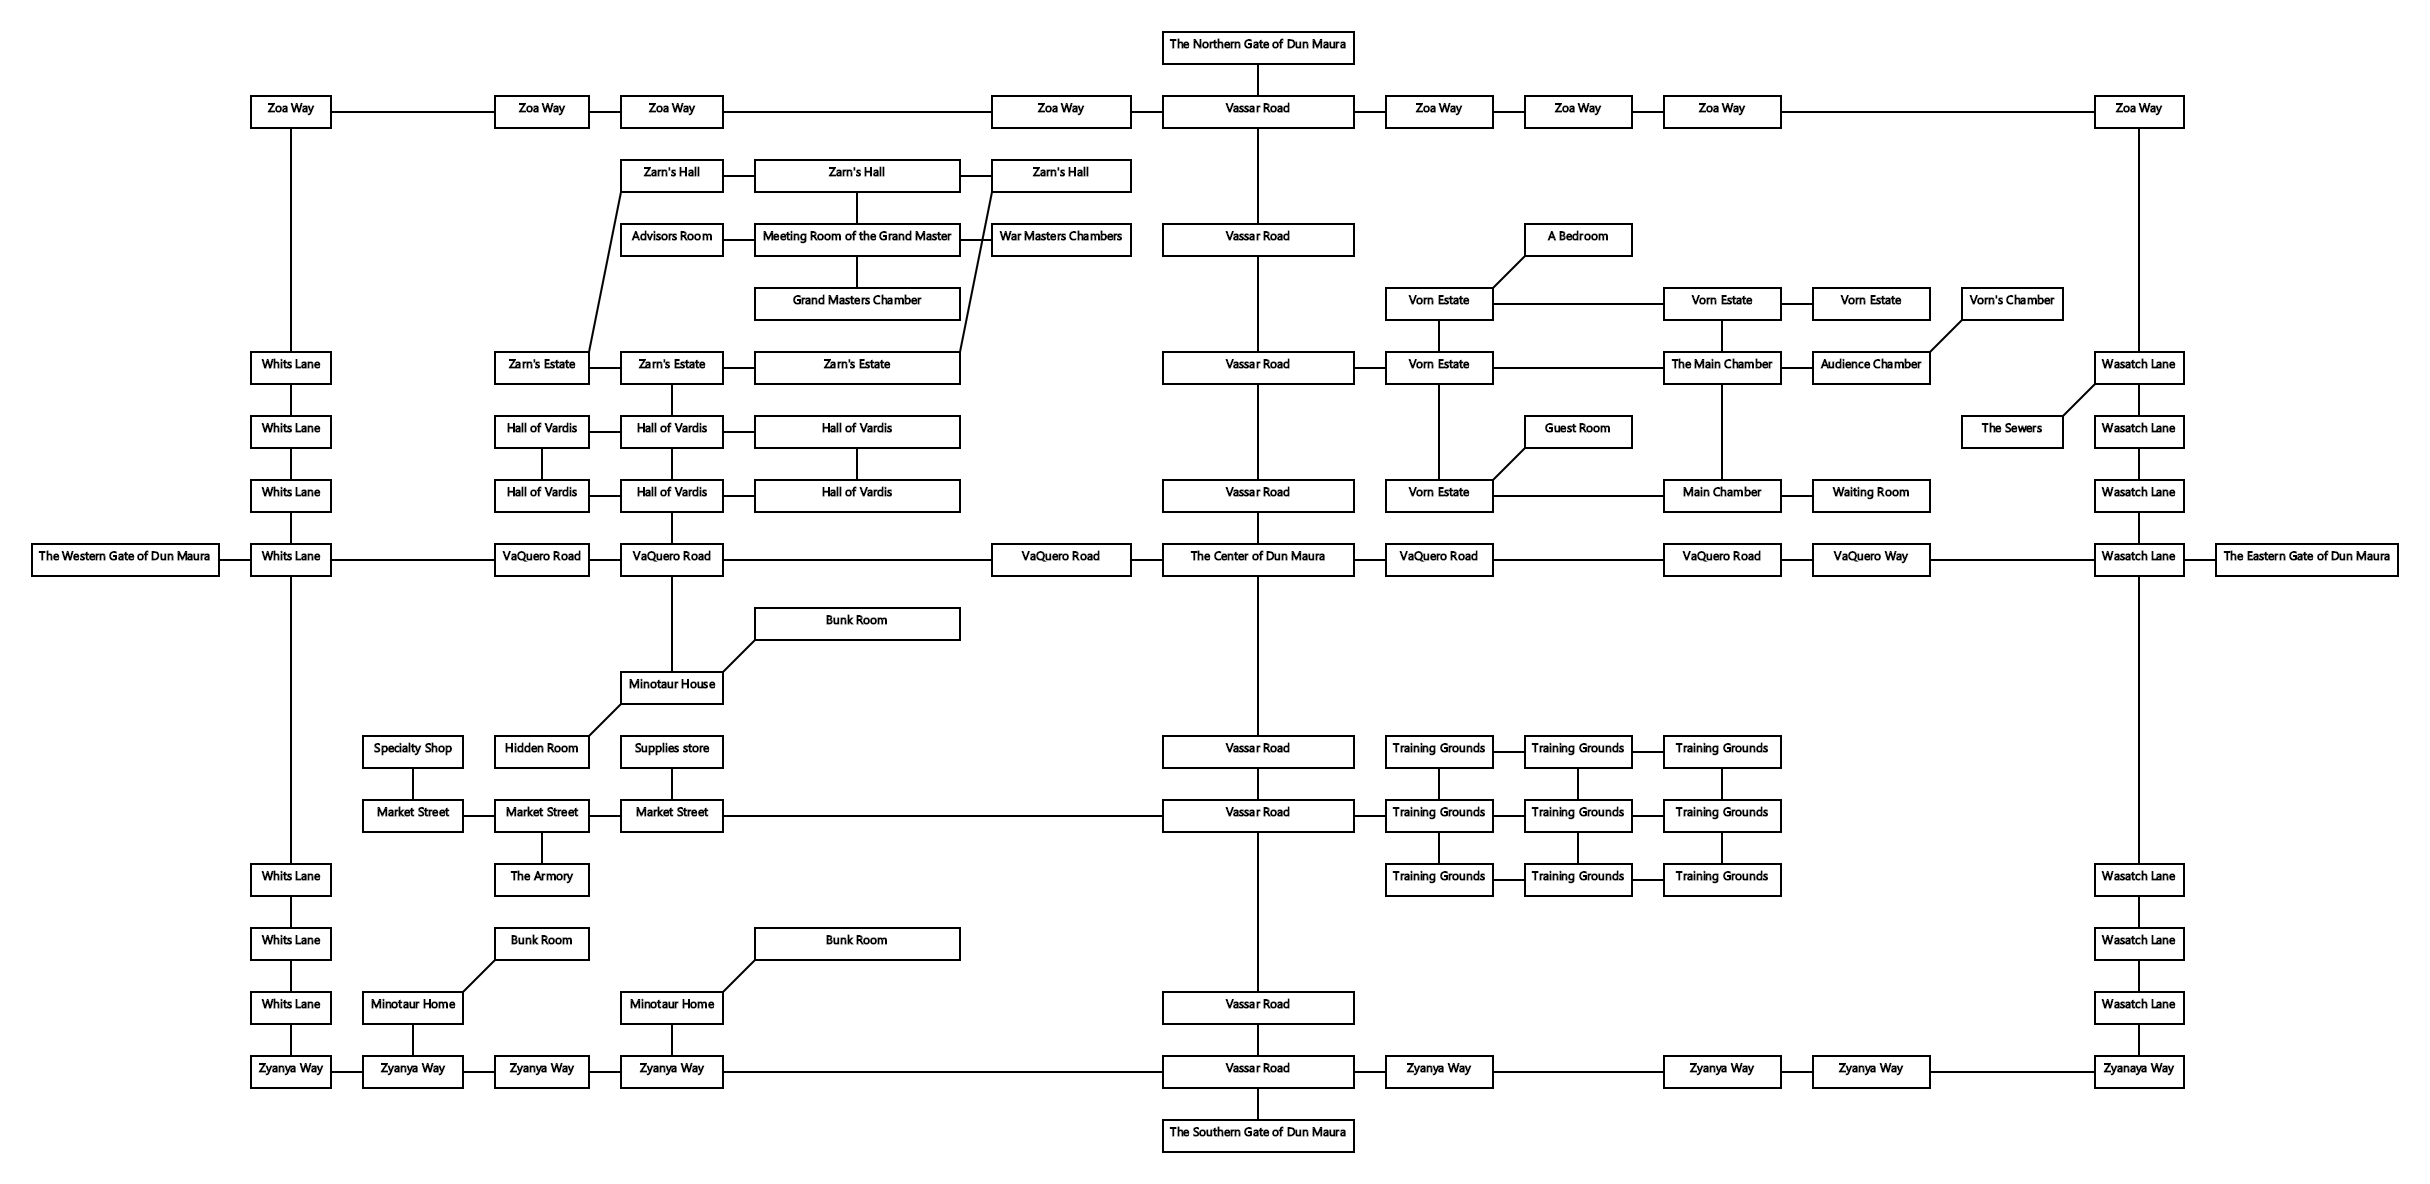 The Northern Gate of Dun Maura
Zoa Way
Zoa Way
Zoa Way
Zoa Way
Vassar Road
Zoa Way
Zoa Way
Zoa Way
Zoa Way
Zarn's Hall
Zarn's Hall
Zarn's Hall
Advisors Room
Meeting Room of the Grand Master
War Masters Chambers
Vassar Road
A Bedroom
Grand Masters Chamber
Vorn Estate
Vorn Estate
Vorn Estate
Vorn's Chamber
Whits Lane
Zarn's Estate
Zarn's Estate
Zarn's Estate
Vassar Road
Vorn Estate
The Main Chamber
Audience Chamber
Wasatch Lane
Whits Lane
Hall of Vardis
Hall of Vardis
Hall of Vardis
Guest Room
The Sewers
Wasatch Lane
Whits Lane
Hall of Vardis
Hall of Vardis
Hall of Vardis
Vassar Road
Vorn Estate
Main Chamber
Waiting Room
Wasatch Lane
The Western Gate of Dun Maura
Whits Lane
VaQuero Road
VaQuero Road
VaQuero Road
The Center of Dun Maura
VaQuero Road
VaQuero Road
VaQuero Way
Wasatch Lane
The Eastern Gate of Dun Maura
Bunk Room
Minotaur House
Specialty Shop
Hidden Room
Supplies store
Vassar Road
Training Grounds
Training Grounds
Training Grounds
Market Street
Market Street
Market Street
Vassar Road
Training Grounds
Training Grounds
Training Grounds
Whits Lane
The Armory
Training Grounds
Training Grounds
Training Grounds
Wasatch Lane
Whits Lane
Bunk Room
Bunk Room
Wasatch Lane
Whits Lane
Minotaur Home
Minotaur Home
Vassar Road
Wasatch Lane
Zyanya Way
Zyanya Way
Zyanya Way
Zyanya Way
Vassar Road
Zyanya Way
Zyanya Way
Zyanya Way
Zyanaya Way
The Southern Gate of Dun Maura